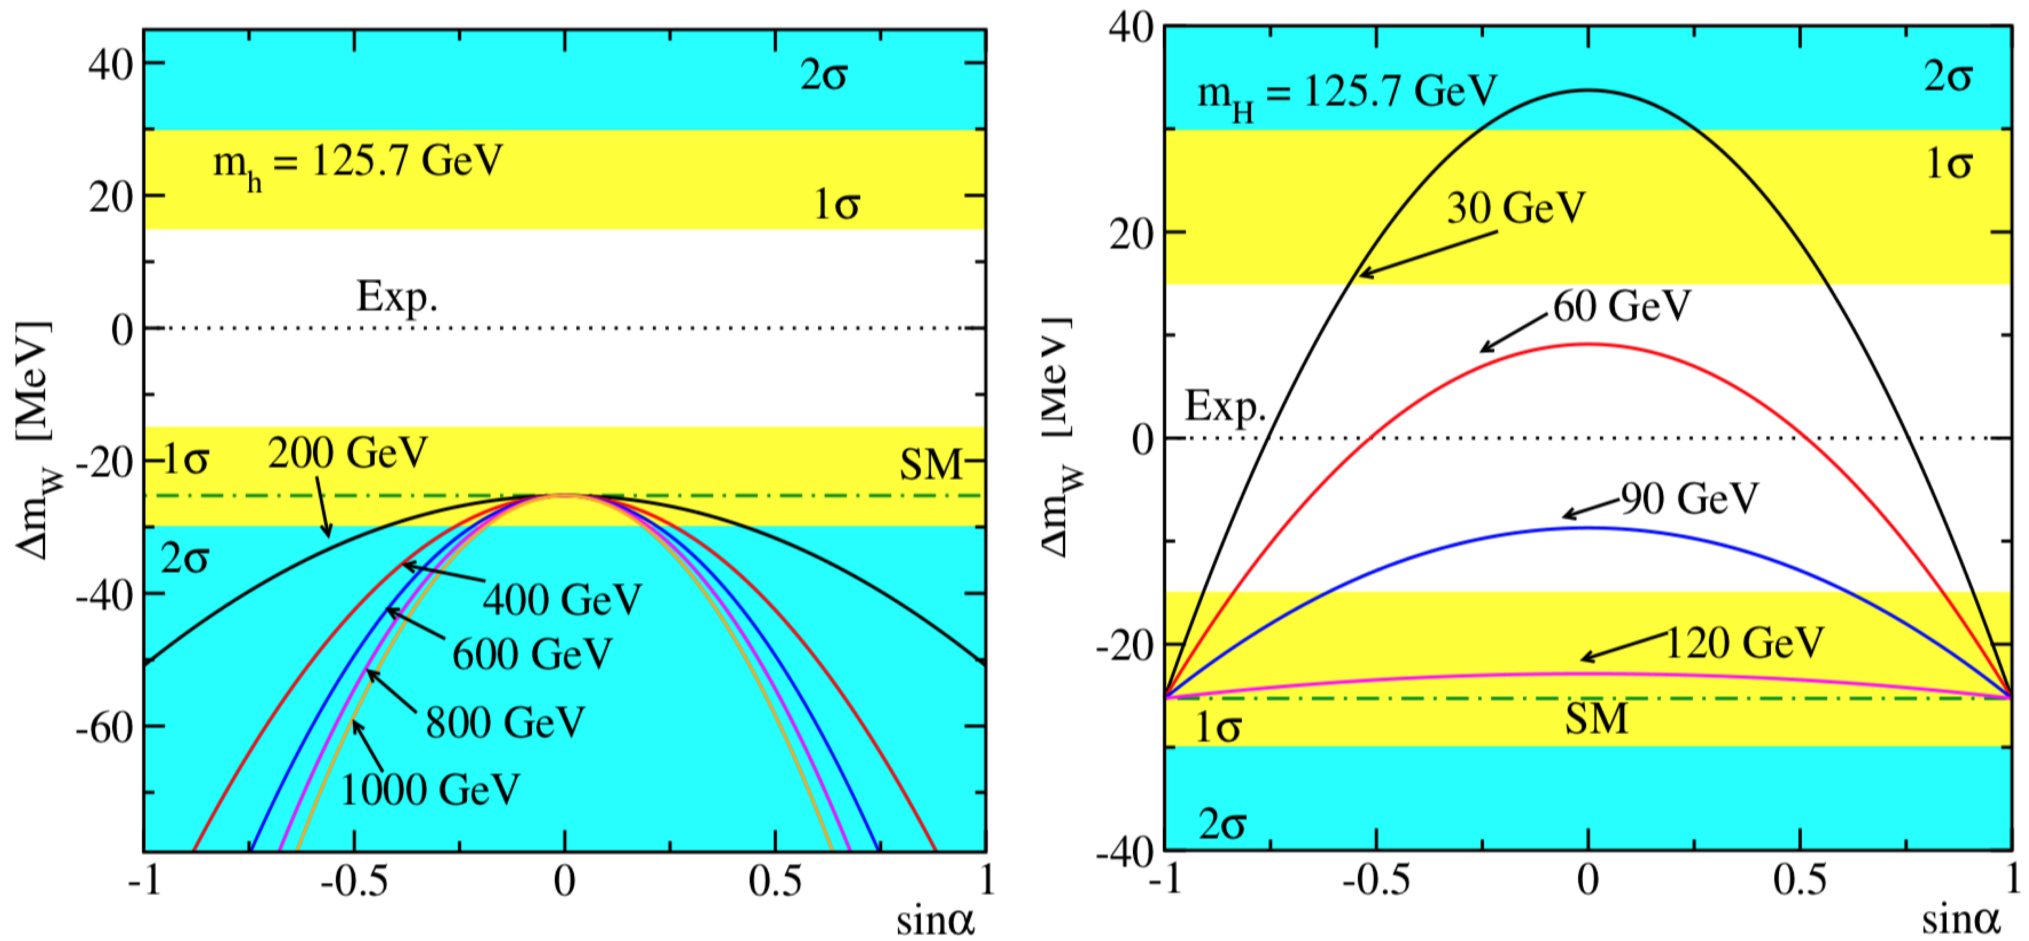 40
2σ
m_h = 125.7 GeV
20
1σ
Exp.
0
Δm_W [MeV]
-20
1σ
200 GeV
SM
2σ
-40
400 GeV
600 GeV
-60
800 GeV
1000 GeV
-1
-0.5
0
0.5
1
sinα
40
2σ
m_H = 125.7 GeV
1σ
30 GeV
20
60 GeV
Exp.
0
Δm_W [MeV]
90 GeV
-20
120 GeV
SM
1σ
2σ
-40
-1
-0.5
0
0.5
1
sinα